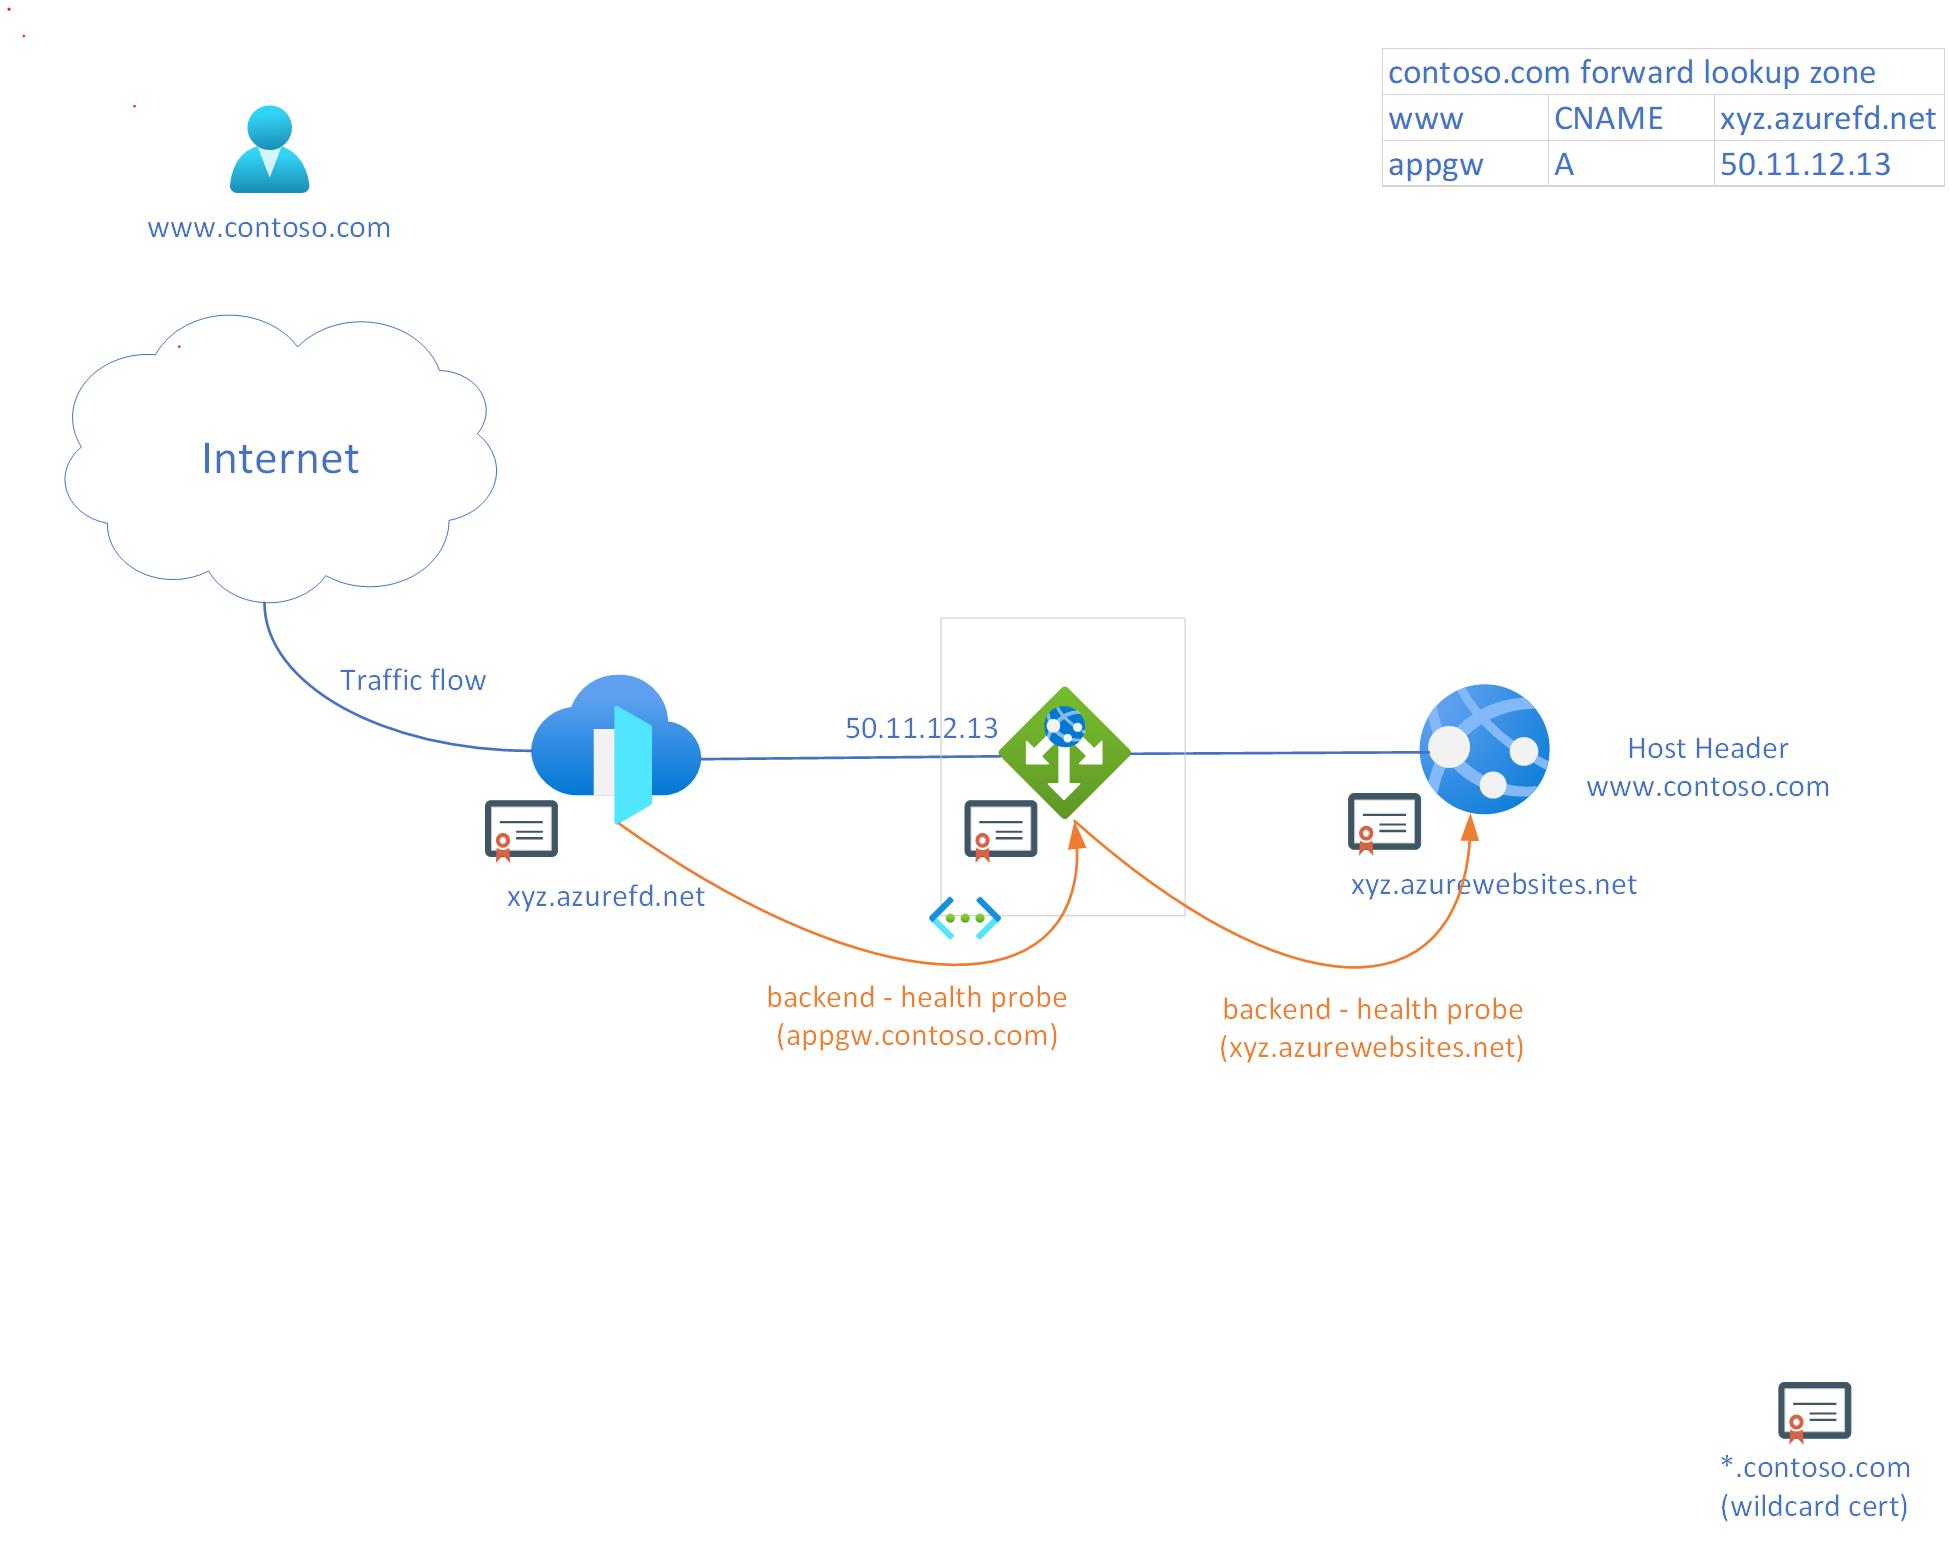 contoso.com forward lookup zone
www CNAME xyz.azurefd.net
appgw A 50.11.12.13
www.contoso.com
Internet
Traffic flow
50.11.12.13
Host Header
www.contoso.com
xyz.azurefd.net
xyz.azurewebsites.net
backend - health probe
(appgw.contoso.com)
backend - health probe
(xyz.azurewebsites.net)
*.contoso.com
(wildcard cert)